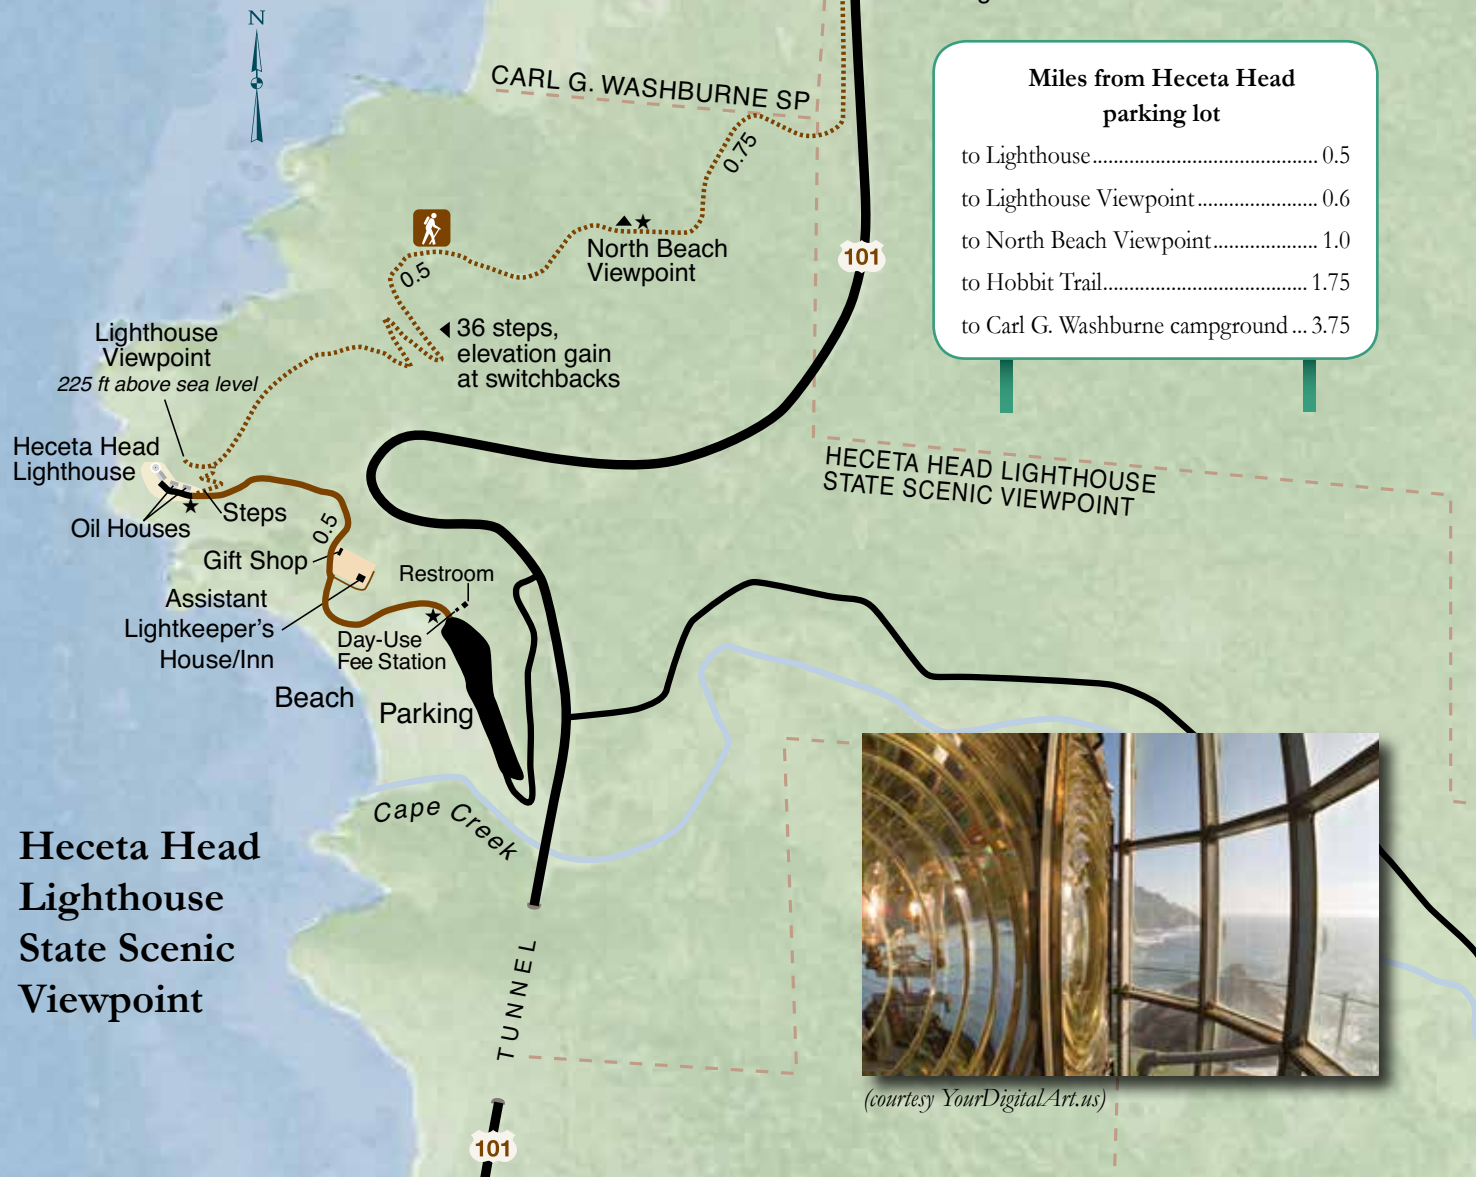 N
CARL G. WASHBURNE SP
0.75
Miles from Heceta Head
parking lot
to Lighthouse........................................... 0.5
to Lighthouse Viewpoint....................... 0.6
to North Beach Viewpoint.................... 1.0
to Hobbit Trail....................................... 1.75
to Carl G. Washburne campground ... 3.75
North Beach
Viewpoint
101
0.5
36 steps,
elevation gain
at switchbacks
Lighthouse
Viewpoint
225 ft above sea level
Heceta Head
Lighthouse
HECETA HEAD LIGHTHOUSE
STATE SCENIC VIEWPOINT
Oil Houses
Steps
0.5
Gift Shop
Restroom
Assistant
Lightkeeper's
House/Inn
Day-Use
Fee Station
Beach
Parking
Cape Creek
Heceta Head
Lighthouse
State Scenic
Viewpoint
TUNNEL
101
(courtesy YourDigitalArt.us)